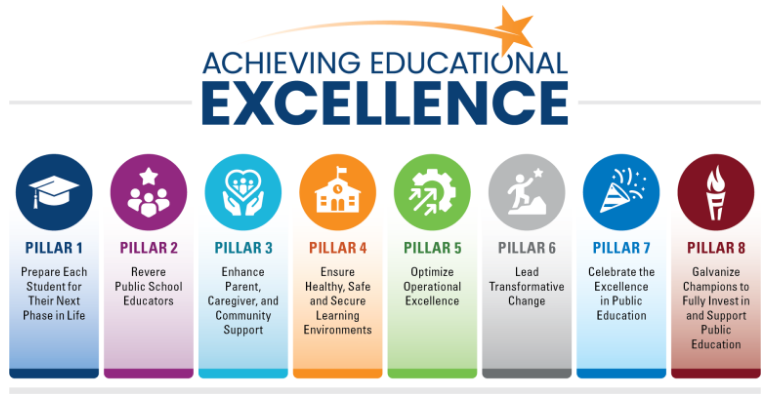 ACHIEVING EDUCATIONAL
EXCELLENCE
PILLAR 1
Prepare Each
Student for
Their Next
Phase in Life
PILLAR 2
Revere
Public School
Educators
PILLAR 3
Enhance
Parent,
Caregiver, and
Community
Support
PILLAR 4
Ensure
Healthy, Safe
and Secure
Learning
Environments
PILLAR 5
Optimize
Operational
Excellence
PILLAR 6
Lead
Transformative
Change
PILLAR 7
Celebrate the
Excellence
in Public
Education
PILLAR 8
Galvanize
Champions to
Fully Invest in
and Support
Public
Education